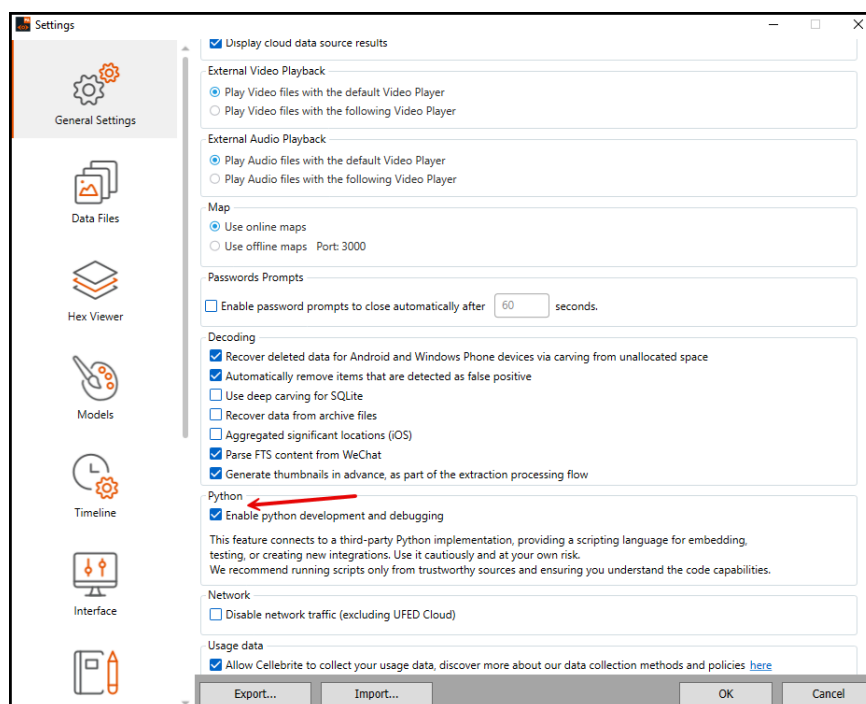 Settings
General Settings
Data Files
Hex Viewer
Models
Timeline
Interface
Display cloud data source results
External Video Playback
Play Video files with the default Video Player
Play Video files with the following Video Player
External Audio Playback
Play Audio files with the default Video Player
Play Audio files with the following Video Player
Map
Use online maps
Use offline maps Port: 3000
Passwords Prompts
Enable password prompts to close automatically after 60 seconds.
Decoding
Recover deleted data for Android and Windows Phone devices via carving from unallocated space
Automatically remove items that are detected as false positive
Use deep carving for SQLite
Recover data from archive files
Aggregated significant locations (iOS)
Parse FTS content from WeChat
Generate thumbnails in advance, as part of the extraction processing flow
Python
Enable python development and debugging
This feature connects to a third-party Python implementation, providing a scripting language for embedding,
testing, or creating new integrations. Use it cautiously and at your own risk.
We recommend running scripts only from trustworthy sources and ensuring you understand the code capabilities.
Network
Disable network traffic (excluding UFED Cloud)
Usage data
Allow Cellebrite to collect your usage data, discover more about our data collection methods and policies here
Export... Import... OK Cancel